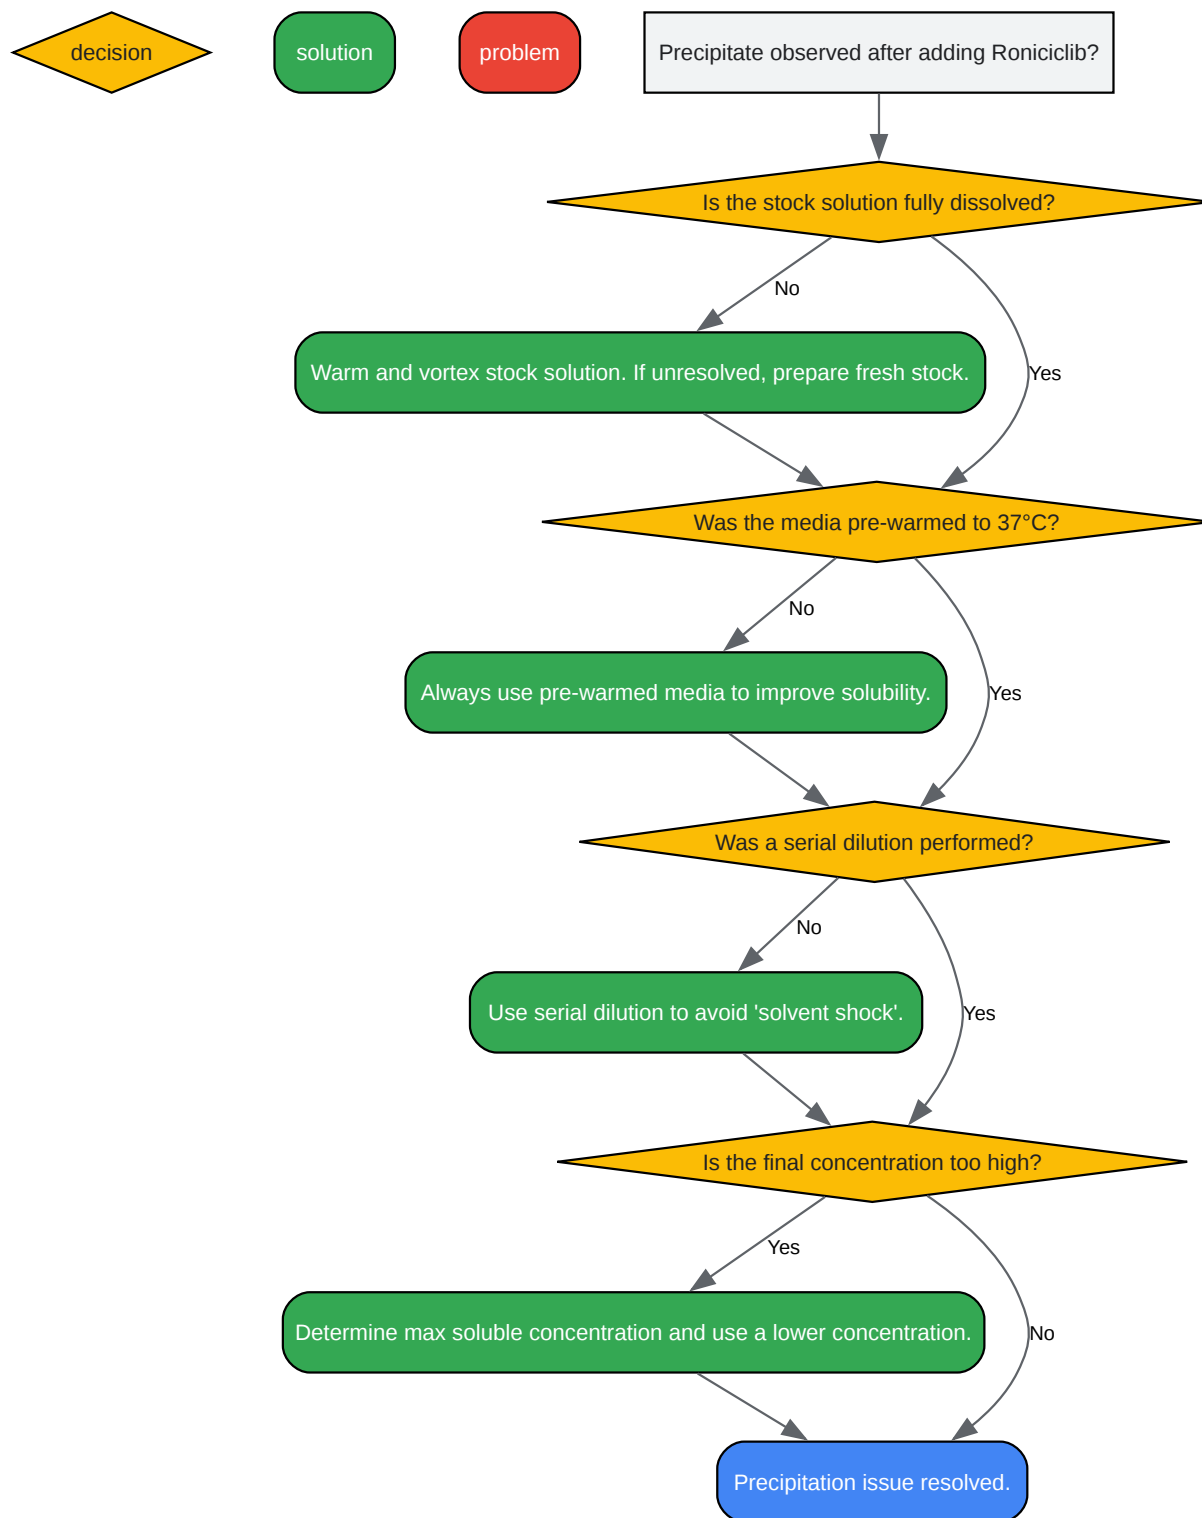 decision
solution
problem
Precipitate observed after adding Roniciclib?
Is the stock solution fully dissolved?
No
Warm and vortex stock solution. If unresolved, prepare fresh stock.
Yes
Was the media pre-warmed to 37°C?
No
Always use pre-warmed media to improve solubility.
Yes
Was a serial dilution performed?
No
Use serial dilution to avoid 'solvent shock'.
Yes
Is the final concentration too high?
Yes
Determine max soluble concentration and use a lower concentration.
No
Precipitation issue resolved.